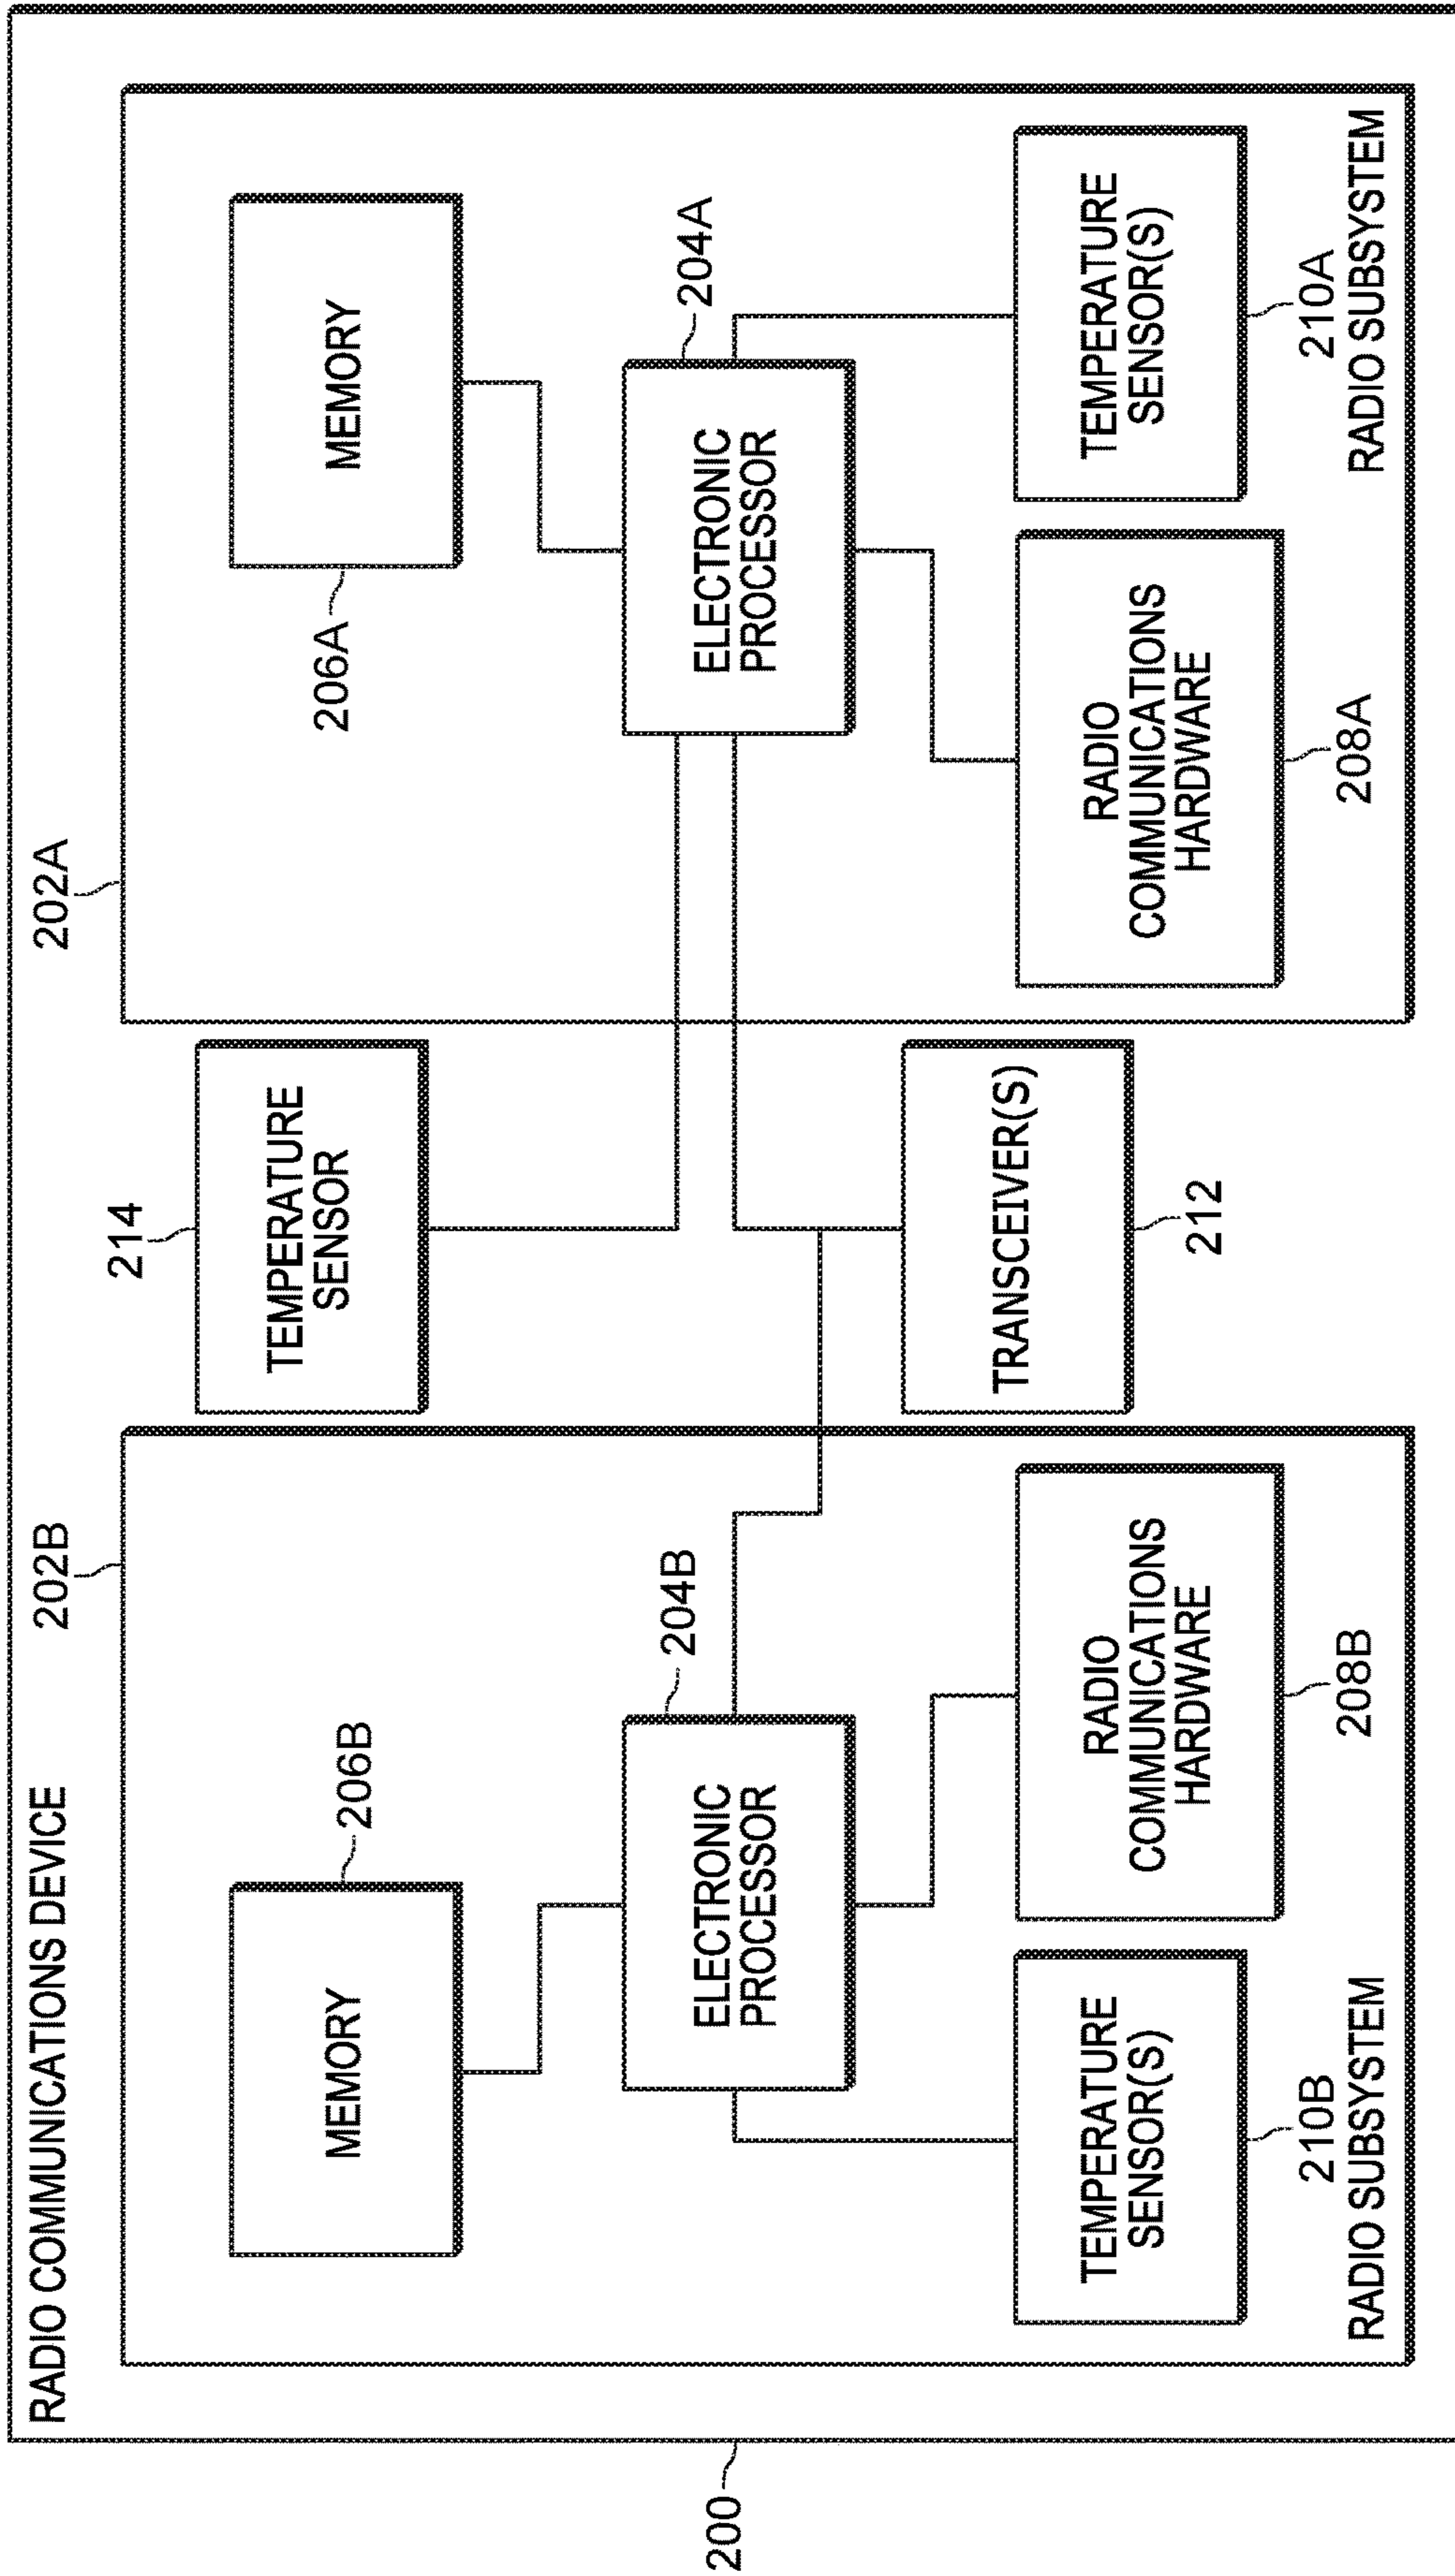 RADIO COMMUNICATIONS DEVICE
200
202B
206B
MEMORY
204B
ELECTRONIC
PROCESSOR
TEMPERATURE
SENSOR(S)
210B
RADIO
COMMUNICATIONS
HARDWARE
208B
RADIO SUBSYSTEM
214
TEMPERATURE
SENSOR
TRANSCEIVER(S)
212
202A
206A
MEMORY
204A
ELECTRONIC
PROCESSOR
RADIO
COMMUNICATIONS
HARDWARE
208A
TEMPERATURE
SENSOR(S)
210A
RADIO SUBSYSTEM